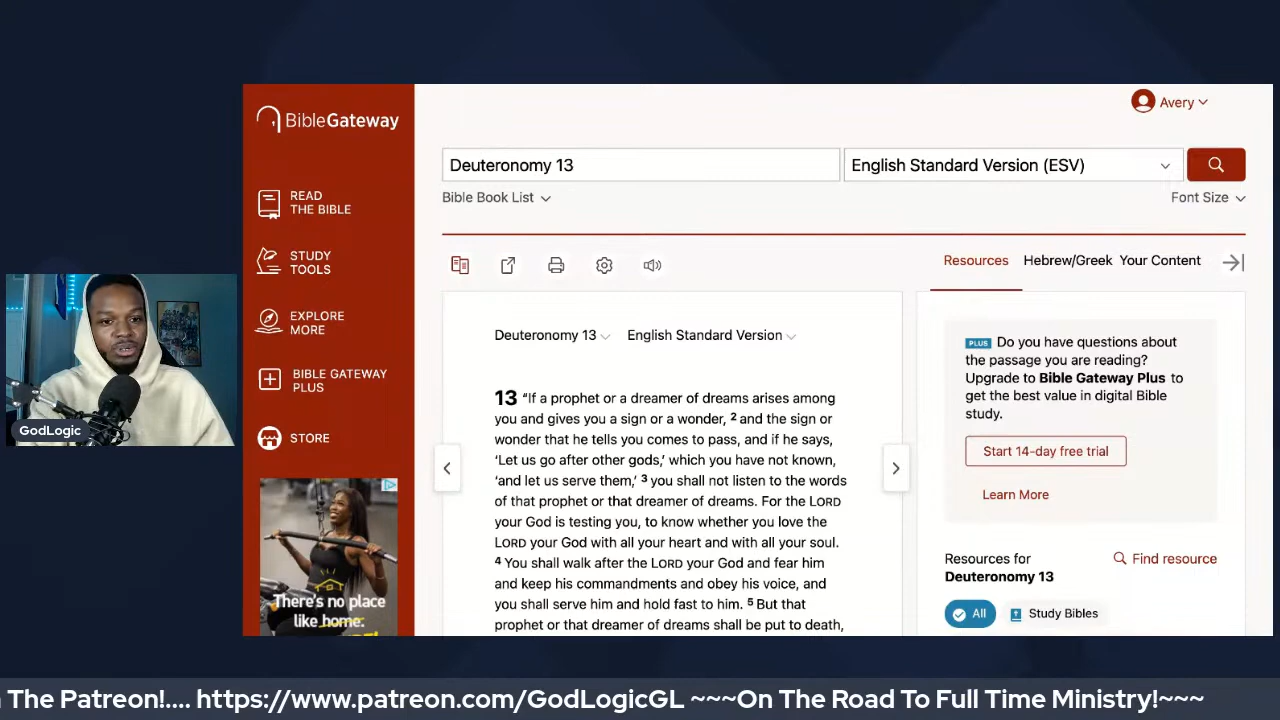 BibleGateway
Avery
Deuteronomy 13
English Standard Version (ESV)
Bible Book List
Font Size
READ
THE BIBLE
STUDY
TOOLS
EXPLORE
MORE
BIBLE GATEWAY
PLUS
STORE
There's no place
like home:
Resources Hebrew/Greek Your Content
Deuteronomy 13 English Standard Version
13 “If a prophet or a dreamer of dreams arises among
you and gives you a sign or a wonder, 2 and the sign or
wonder that he tells you comes to pass, and if he says,
‘Let us go after other gods,’ which you have not known,
‘and let us serve them,’ 3 you shall not listen to the words
of that prophet or that dreamer of dreams. For the LORD
your God is testing you, to know whether you love the
LORD your God with all your heart and with all your soul.
4 You shall walk after the LORD your God and fear him
and keep his commandments and obey his voice, and
you shall serve him and hold fast to him. 5 But that
prophet or that dreamer of dreams shall be put to death,
PLUS Do you have questions about
the passage you are reading?
Upgrade to Bible Gateway Plus to
get the best value in digital Bible
study.
Start 14-day free trial
Learn More
Resources for
Deuteronomy 13
Find resource
All
Study Bibles
GodLogic
The Patreon!.... https://www.patreon.com/GodLogicGL ~~~On The Road To Full Time Ministry!~~~